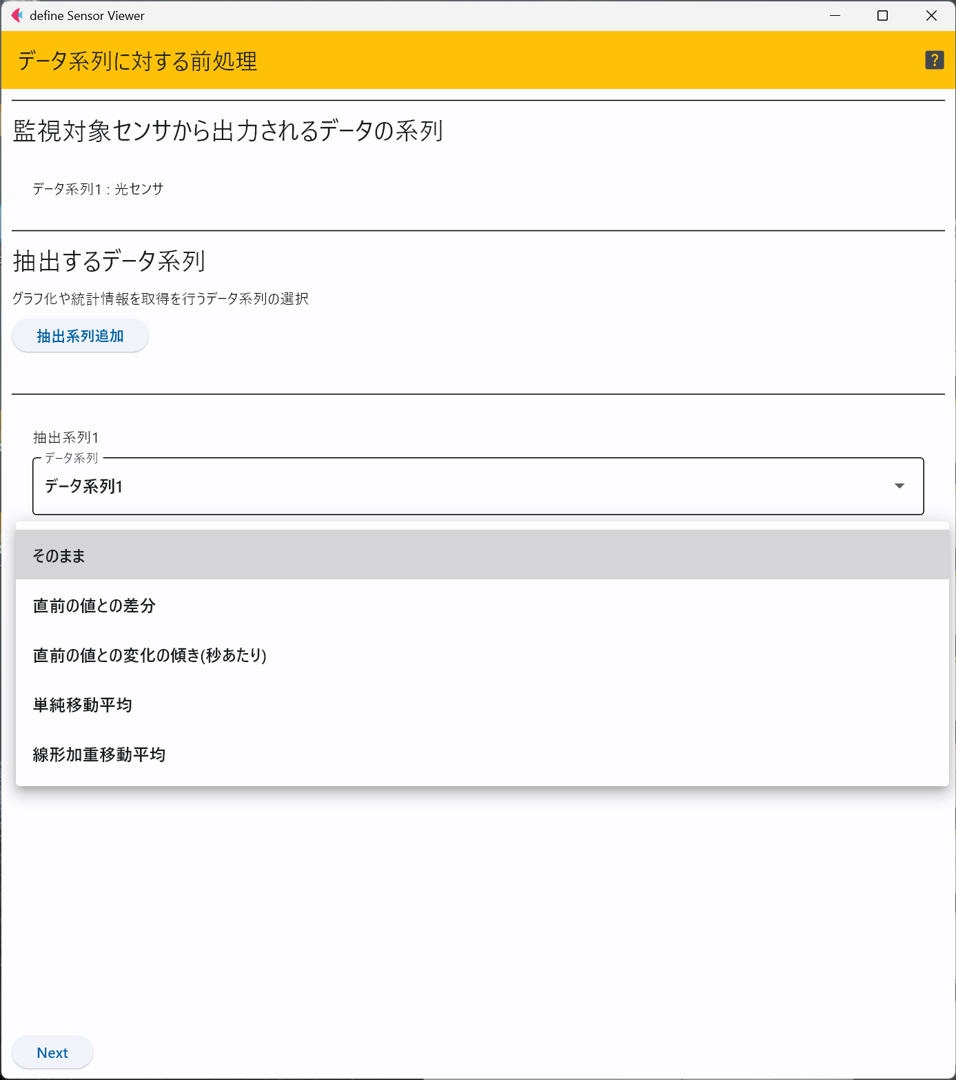 define Sensor Viewer
データ系列に対する前処理
?
監視対象センサから出力されるデータの系列
データ系列1 : 光センサ
抽出するデータ系列
グラフ化や統計情報を取得を行うデータ系列の選択
抽出系列追加
抽出系列1
データ系列
データ系列1
そのまま
直前の値との差分
直前の値との変化の傾き(秒あたり)
単純移動平均
線形加重移動平均
Next